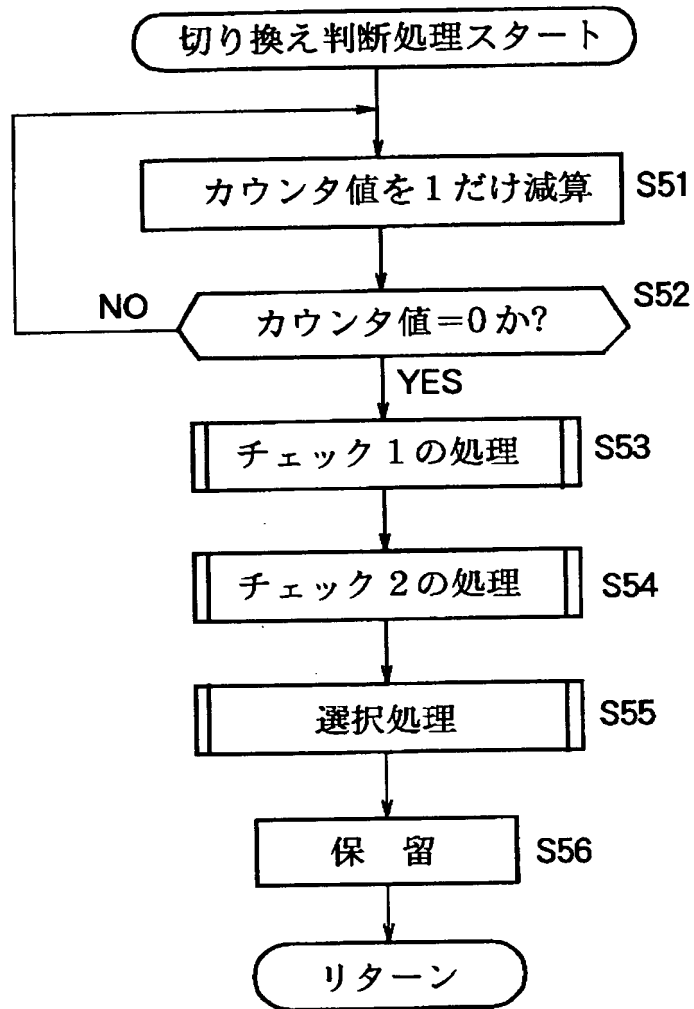 切り換え判断処理スタート
カウンタ値を1だけ減算 S51
カウンタ値=0か? S52
NO
YES
チェック1の処理 S53
チェック2の処理 S54
選択処理 S55
保 留 S56
リターン